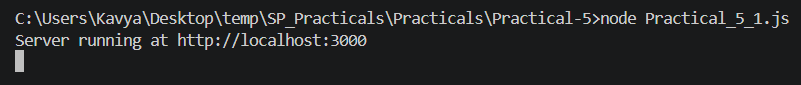 C:\Users\Kavya\Desktop\temp\SP_Practicals\Practicals\Practical-5>node Practical_5_1.js
Server running at http://localhost:3000